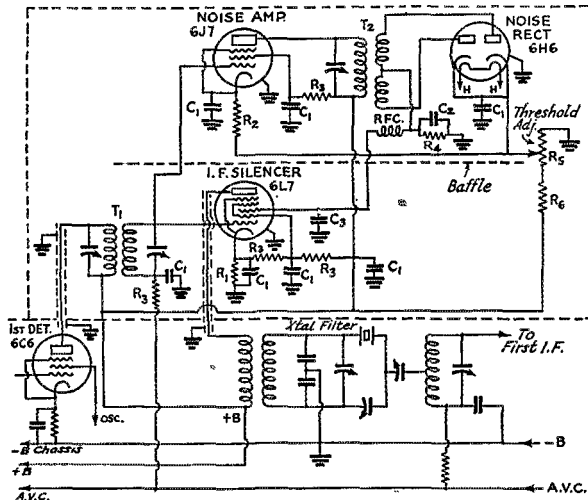 NOISE AMP.
6J7
T2
NOISE
RECT
6H6
H
H
C1
C1
R3
C1
R2
RFC.
C2
R4
Threshold
Adj.
R5
Baffle
I.F. SILENCER
6L7
T1
C3
R6
R3
R3
R1
C1
C1
C1
C1
R3
1ST DET.
6C6
Xtal Filter
To
First I.F.
OSC.
+B
-B Chassis
-B
+B
A.V.C.
A.V.C.